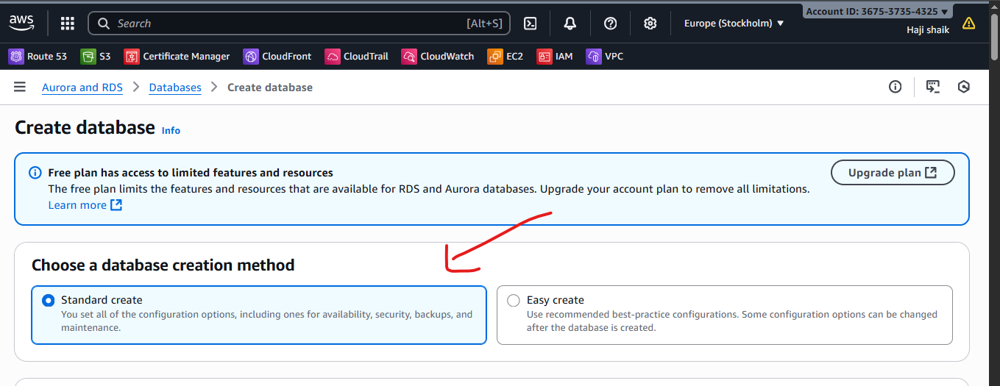 aws
Search [Alt+S]
Europe (Stockholm)
Account ID: 3675-3735-4325
Haji shaik
Route 53 S3 Certificate Manager CloudFront CloudTrail CloudWatch EC2 IAM VPC
Aurora and RDS > Databases > Create database
Create database Info
Free plan has access to limited features and resources
The free plan limits the features and resources that are available for RDS and Aurora databases. Upgrade your account plan to remove all limitations.
Learn more
Upgrade plan
Choose a database creation method
Standard create
You set all of the configuration options, including ones for availability, security, backups, and
maintenance.
Easy create
Use recommended best-practice configurations. Some configuration options can be changed
after the database is created.